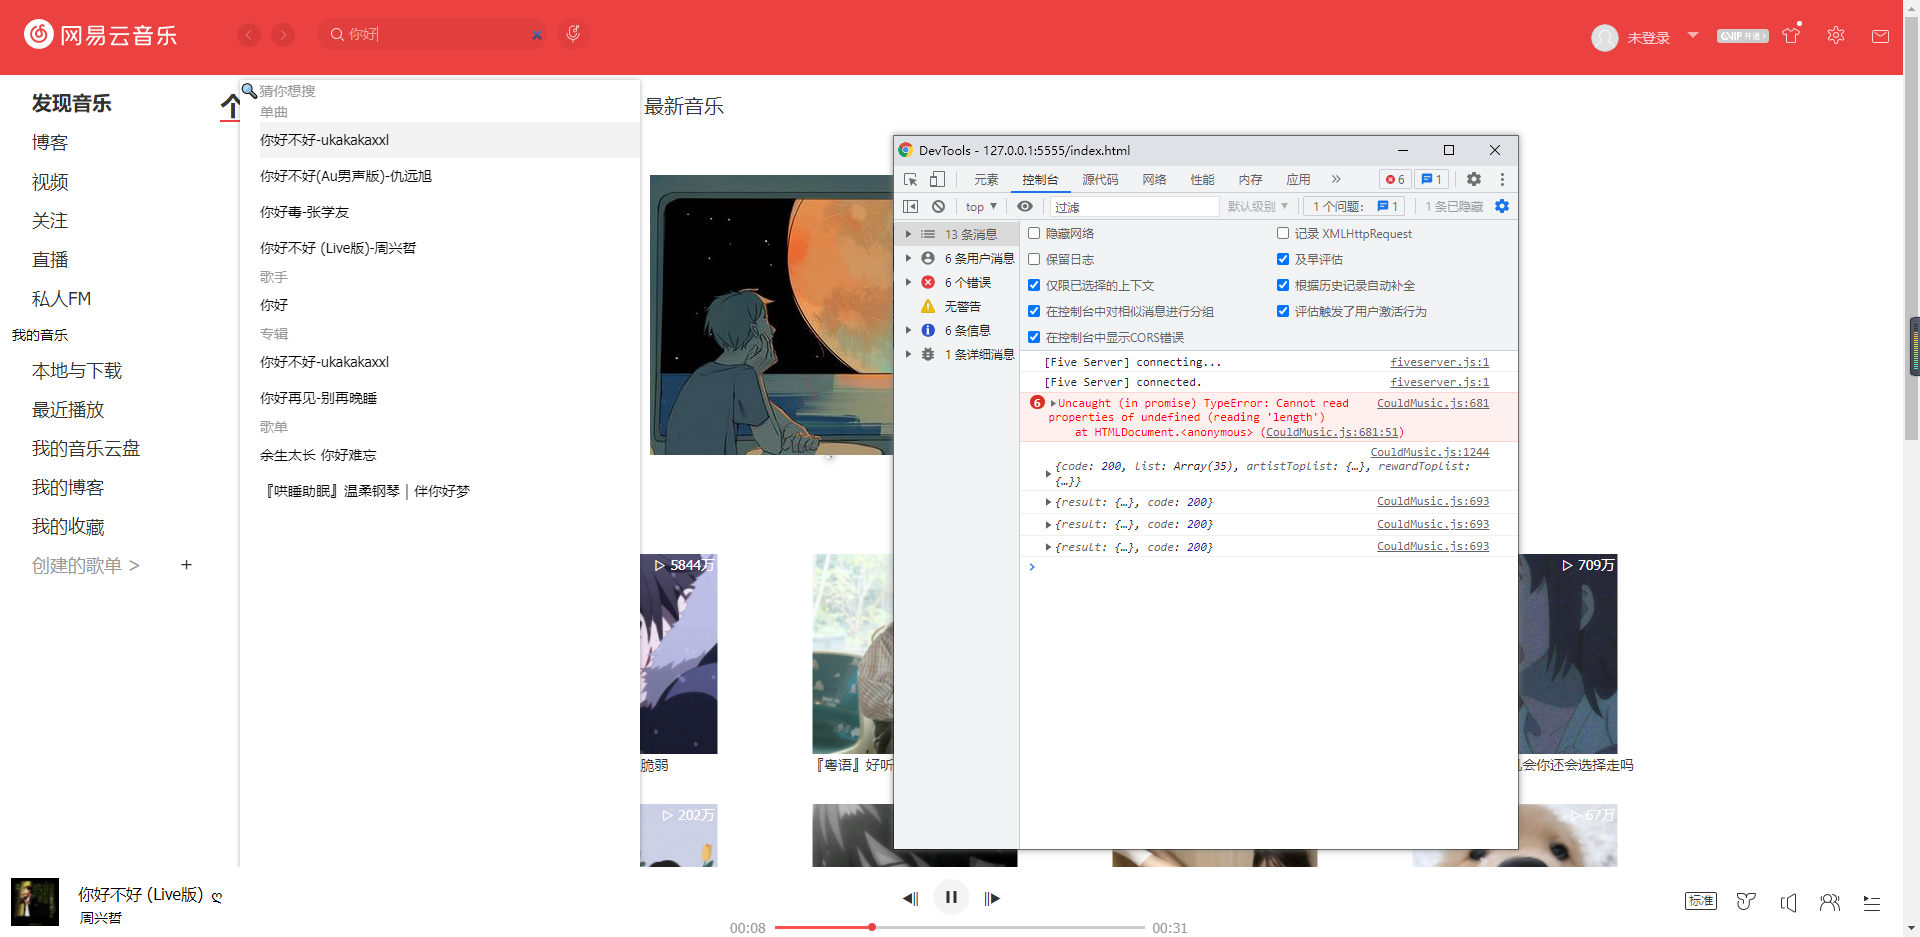 网易云音乐
你好
未登录
VIP开通
发现音乐
博客
视频
关注
直播
私人FM
我的音乐
本地与下载
最近播放
我的音乐云盘
我的博客
我的收藏
创建的歌单 >
+
个
猜你想搜
单曲
你好不好-ukakakaxxl
你好不好(Au男声版)-仇远旭
你好毒-张学友
你好不好 (Live版)-周兴哲
歌手
你好
专辑
你好不好-ukakakaxxl
你好再见-别再晚睡
歌单
余生太长 你好难忘
『哄睡助眠』温柔钢琴｜伴你好梦
最新音乐
DevTools - 127.0.0.1:5555/index.html
元素 控制台 源代码 网络 性能 内存 应用 » 6 1
top ▼ 过滤 默认级别 ▼ 1 个问题: 1 1 条已隐藏
13 条消息
6 条用户消息
6 个错误
无警告
6 条信息
1 条详细消息
隐藏网络 记录 XMLHttpRequest
保留日志 及早评估
仅限已选择的上下文 根据历史记录自动补全
在控制台中对相似消息进行分组 评估触发了用户激活行为
在控制台中显示CORS错误
[Five Server] connecting... fiveserver.js:1
[Five Server] connected. fiveserver.js:1
6 Uncaught (in promise) TypeError: Cannot read CouldMusic.js:681
properties of undefined (reading 'length')
at HTMLDocument.<anonymous> (CouldMusic.js:681:51)
CouldMusic.js:1244
{code: 200, list: Array(35), artistToplist: {…}, rewardToplist:
{…}}
{result: {…}, code: 200} CouldMusic.js:693
{result: {…}, code: 200} CouldMusic.js:693
{result: {…}, code: 200} CouldMusic.js:693
5844万
709万
脆弱
『粤语』好听
会你还会选择走吗
202万
67万
你好不好 (Live版)
周兴哲
00:08
00:31
标准